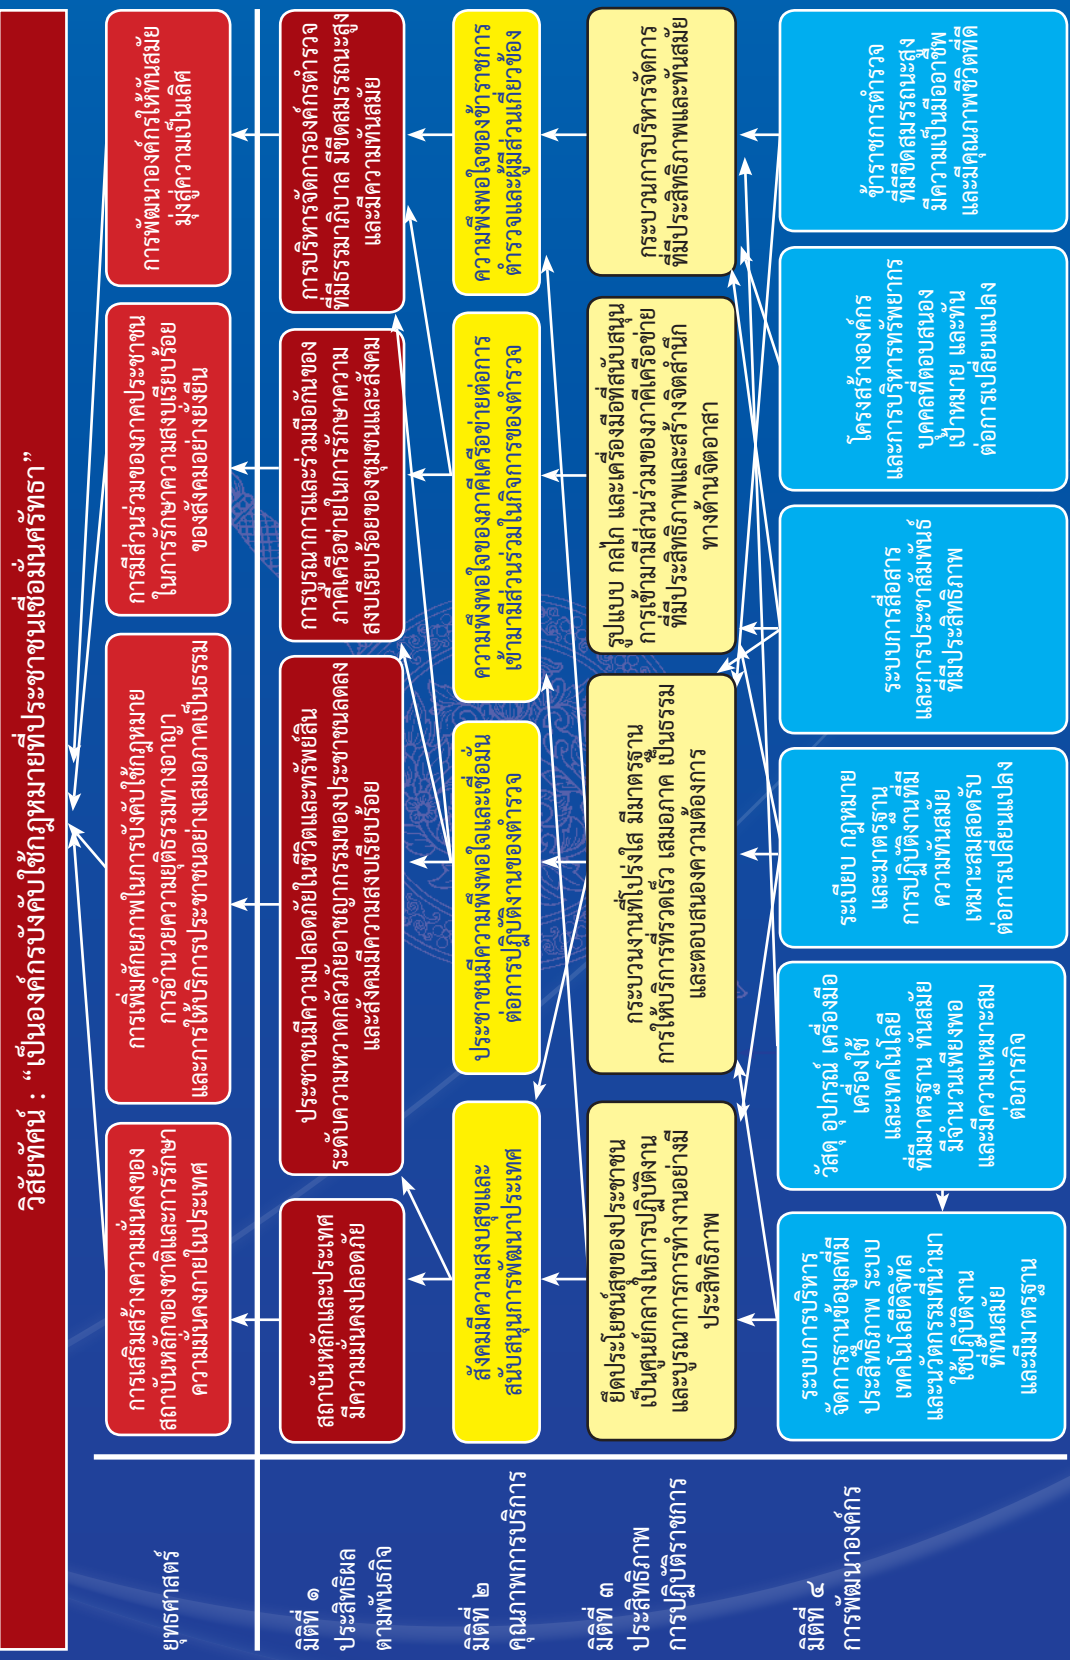 วิสัยทัศน์ : “เป็นองค์กรบังคับใช้กฎหมายที่ประชาชนเชื่อมั่นศรัทธา”
ยุทธศาสตร์
การเสริมสร้างความมั่นคงของ
สถาบันหลักของชาติและการรักษา
ความมั่นคงภายในประเทศ
การเพิ่มศักยภาพในการบังคับใช้กฎหมาย
การอำนวยความยุติธรรมทางอาญา
และการให้บริการประชาชนอย่างเสมอภาคเป็นธรรม
การมีส่วนร่วมของภาคประชาชน
ในการรักษาความสงบเรียบร้อย
ของสังคมอย่างยั่งยืน
การพัฒนาองค์กรให้ทันสมัย
มุ่งสู่ความเป็นเลิศ
มิติที่ ๑
ประสิทธิผล
ตามพันธกิจ
สถาบันหลักและประเทศ
มีความมั่นคงปลอดภัย
ประชาชนมีความปลอดภัยในชีวิตและทรัพย์สิน
ระดับความหวาดกลัวภัยอาชญากรรมของประชาชนลดลง
และสังคมมีความสงบเรียบร้อย
การบูรณาการและร่วมมือกันของ
ภาคีเครือข่ายในการรักษาความ
สงบเรียบร้อยของชุมชนและสังคม
การบริหารจัดการองค์กรตำรวจ
ที่มีธรรมาภิบาล มีขีดสมรรถนะสูง
และมีความทันสมัย
มิติที่ ๒
คุณภาพการบริการ
สังคมมีความสงบสุขและ
สนับสนุนการพัฒนาประเทศ
ประชาชนมีความพึงพอใจและเชื่อมั่น
ต่อการปฏิบัติงานของตำรวจ
ความพึงพอใจของภาคีเครือข่ายต่อการ
เข้ามามีส่วนร่วมในกิจการของตำรวจ
ความพึงพอใจของข้าราชการ
ตำรวจและผู้มีส่วนเกี่ยวข้อง
มิติที่ ๓
ประสิทธิภาพ
การปฏิบัติราชการ
ยึดประโยชน์สุขของประชาชน
เป็นศูนย์กลางในการปฏิบัติงาน
และบูรณาการการทำงานอย่างมี
ประสิทธิภาพ
กระบวนงานที่โปร่งใส มีมาตรฐาน
การให้บริการที่รวดเร็ว เสมอภาค เป็นธรรม
และตอบสนองความต้องการ
รูปแบบ กลไก และเครื่องมือที่สนับสนุน
การเข้ามามีส่วนร่วมของภาคีเครือข่าย
ที่มีประสิทธิภาพและสร้างจิตสำนึก
ทางด้านจิตอาสา
กระบวนการบริหารจัดการ
ที่มีประสิทธิภาพและทันสมัย
มิติที่ ๔
การพัฒนาองค์กร
ระบบการบริหาร
จัดการฐานข้อมูลที่มี
ประสิทธิภาพ ระบบ
เทคโนโลยีดิจิทัล
และนวัตกรรมที่นำมา
ใช้ปฏิบัติงาน
ที่ทันสมัย
และมีมาตรฐาน
วัสดุ อุปกรณ์ เครื่องมือ
เครื่องใช้
และเทคโนโลยี
ที่มีมาตรฐาน ทันสมัย
มีจำนวนเพียงพอ
และมีความเหมาะสม
ต่อภารกิจ
ระเบียบ กฎหมาย
และมาตรฐาน
การปฏิบัติงานที่มี
ความทันสมัย
เหมาะสมสอดรับ
ต่อการเปลี่ยนแปลง
ระบบการสื่อสาร
และการประชาสัมพันธ์
ที่มีประสิทธิภาพ
โครงสร้างองค์กร
และการบริหารทรัพยากร
บุคคลที่ตอบสนอง
เป้าหมาย และทัน
ต่อการเปลี่ยนแปลง
ข้าราชการตำรวจ
ที่มีขีดสมรรถนะสูง
มีความเป็นมืออาชีพ
และมีคุณภาพชีวิตที่ดี